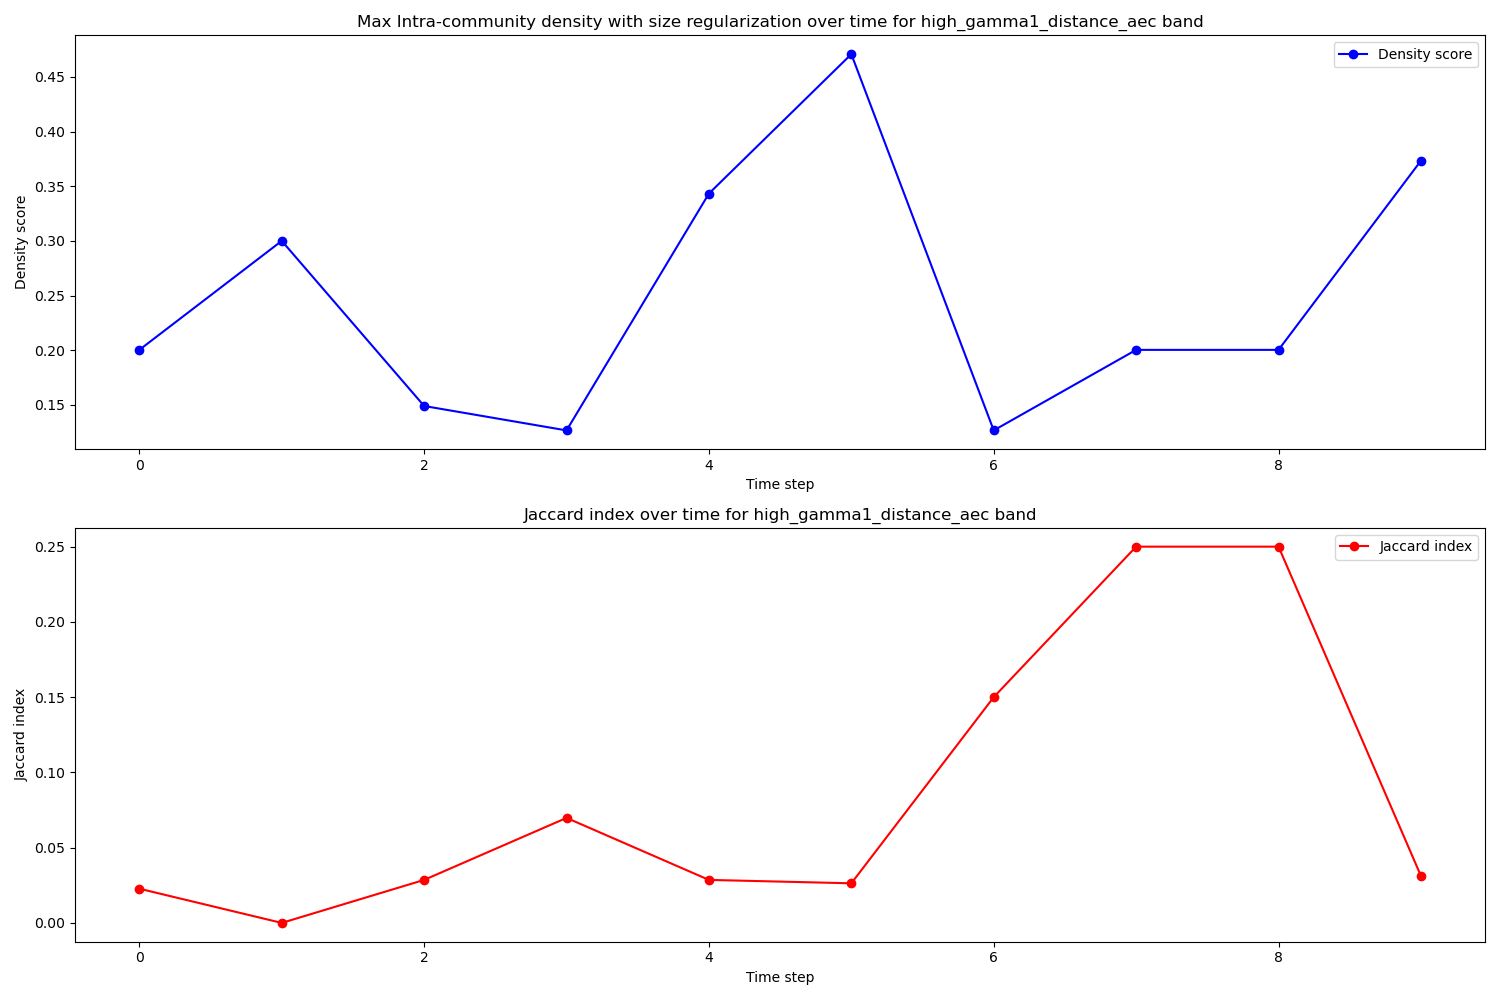 Max Intra-community density with size regularization over time for high_gamma1_distance_aec band
Density score
0.45
0.40
0.35
0.30
0.25
0.20
0.15
Density score
0 2 4 6 8
Time step
Jaccard index over time for high_gamma1_distance_aec band
Jaccard index
0.25
0.20
0.15
0.10
0.05
0.00
Jaccard index
0 2 4 6 8
Time step